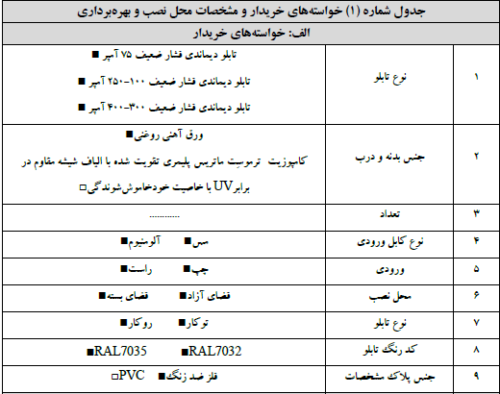 جدول شماره (۱) خواسته‌های خریدار و مشخصات محل نصب و بهره‌برداری
الف: خواسته‌های خریدار
۱ نوع تابلو تابلو دیماندی فشار ضعیف ۷۵ آمپر ■
تابلو دیماندی فشار ضعیف ۱۰۰-۲۵۰ آمپر ■
تابلو دیماندی فشار ضعیف ۳۰۰-۴۰۰ آمپر ■
۲ جنس بدنه و درب ورق آهنی روغنی■
کامپوزیت ترموست ماتریس پلیمری تقویت شده با الیاف شیشه مقاوم در
برابر UV با خاصیت خودخاموش‌شوندگی□
۳ تعداد ............
۴ نوع کابل ورودی مس■ آلومنیوم■
۵ ورودی چپ■ راست■
۶ محل نصب فضای آزاد■ فضای بسته■
۷ نوع تابلو توکار■ روکار■
۸ کد رنگ تابلو RAL7032■ RAL7035■
۹ جنس پلاک مشخصات فلز ضد زنگ■ PVC□